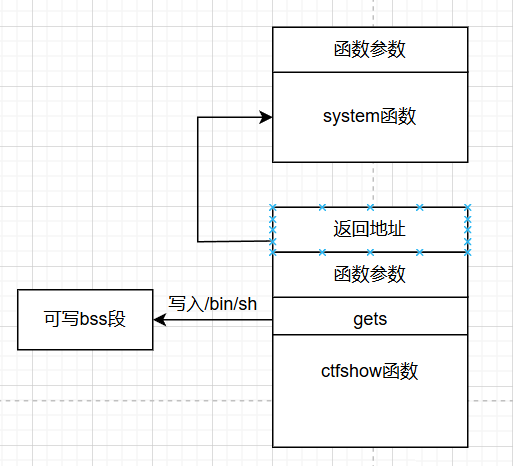 函数参数
system函数
返回地址
函数参数
写入/bin/sh
可写bss段
gets
ctfshow函数